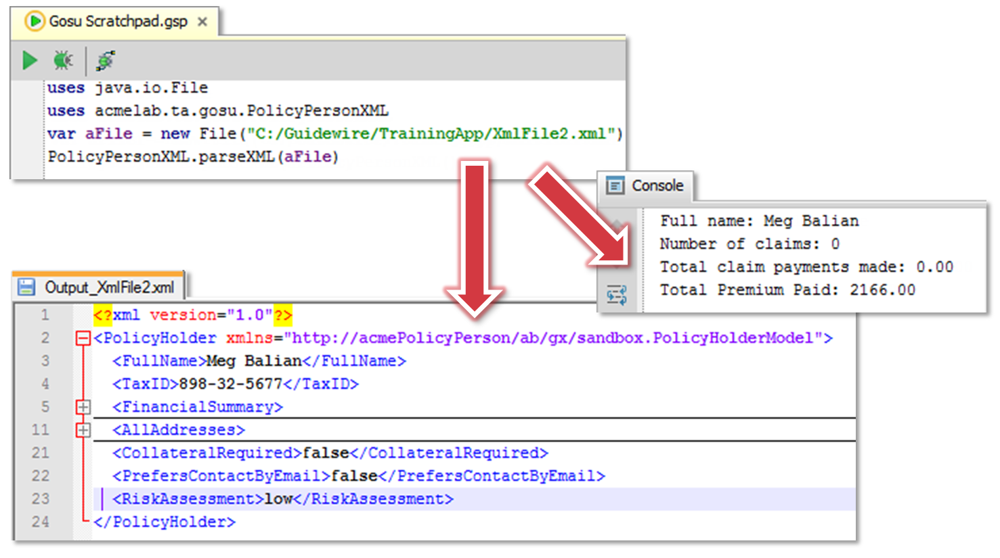 Gosu Scratchpad.gsp
uses java.io.File
uses acmelab.ta.gosu.PolicyPersonXML
var aFile = new File("C:/Guidewire/TrainingApp/XmlFile2.xml")
PolicyPersonXML.parseXML(aFile)
Console
Full name: Meg Balian
Number of claims: 0
Total claim payments made: 0.00
Total Premium Paid: 2166.00
Output_XmlFile2.xml
1 <?xml version="1.0"?>
2 <PolicyHolder xmlns="http://acmePolicyPerson/ab/gx/sandbox.PolicyHolderModel">
3 <FullName>Meg Balian</FullName>
4 <TaxID>898-32-5677</TaxID>
5 <FinancialSummary>
11 <AllAddresses>
21 <CollateralRequired>false</CollateralRequired>
22 <PrefersContactByEmail>false</PrefersContactByEmail>
23 <RiskAssessment>low</RiskAssessment>
24 </PolicyHolder>